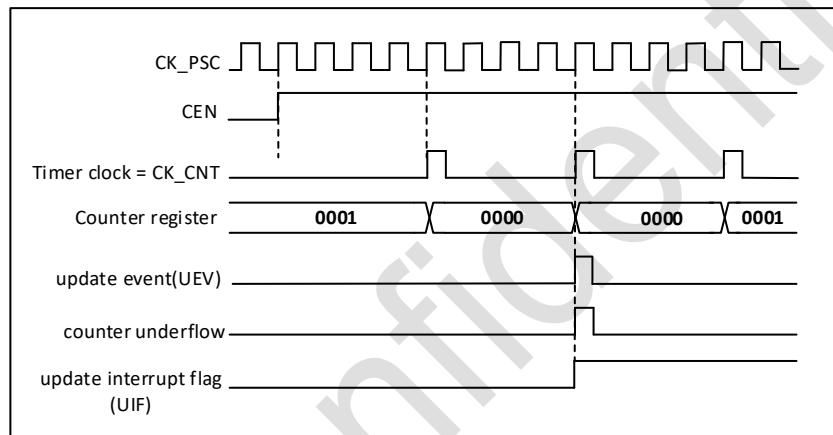 CK_PSC
CEN
Timer clock = CK_CNT
Counter register 0001 0000 0000 0001
update event(UEV)
counter underflow
update interrupt flag
(UIF)
nfidenti